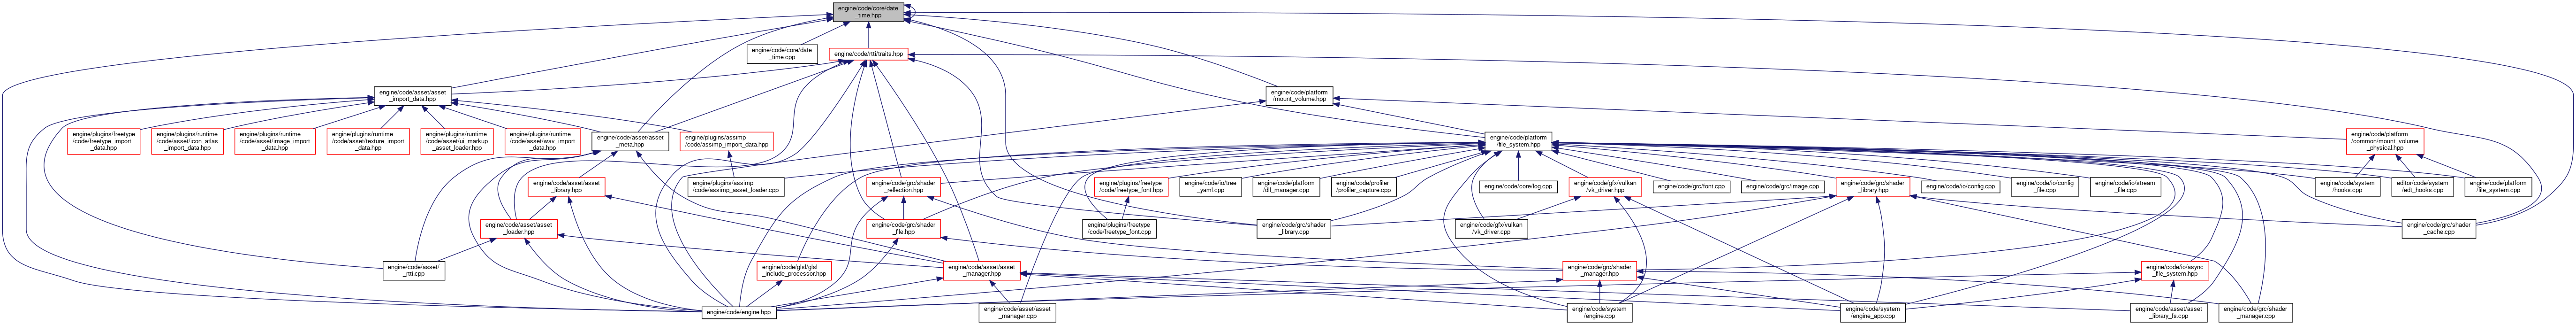 engine/code/core/date
_time.hpp
engine/code/core/date
_time.cpp
engine/code/rtti/traits.hpp
engine/code/asset/asset
_import_data.hpp
engine/code/platform
/mount_volume.hpp
engine/plugins/freetype
/code/freetype_import
_data.hpp
engine/plugins/runtime
/code/asset/icon_atlas
_import_data.hpp
engine/plugins/runtime
/code/asset/image_import
_data.hpp
engine/plugins/runtime
/code/asset/texture_import
_data.hpp
engine/plugins/runtime
/code/asset/ui_markup
_asset_loader.hpp
engine/plugins/runtime
/code/asset/wav_import
_data.hpp
engine/code/asset/asset
_meta.hpp
engine/plugins/assimp
/code/assimp_import_data.hpp
engine/code/platform
/file_system.hpp
engine/code/platform
/common/mount_volume
_physical.hpp
engine/code/asset/asset
_library.hpp
engine/plugins/assimp
/code/assimp_asset_loader.cpp
engine/code/grc/shader
_reflection.hpp
engine/plugins/freetype
/code/freetype_font.hpp
engine/code/io/tree
_yaml.cpp
engine/code/platform
/dll_manager.cpp
engine/code/profiler
/profiler_capture.cpp
engine/code/core/log.cpp
engine/code/gfx/vulkan
/vk_driver.hpp
engine/code/grc/font.cpp
engine/code/grc/image.cpp
engine/code/grc/shader
_library.hpp
engine/code/io/config.cpp
engine/code/io/config
_file.cpp
engine/code/io/stream
_file.cpp
engine/code/system
/hooks.cpp
editor/code/system
/edt_hooks.cpp
engine/code/platform
/file_system.cpp
engine/code/asset/asset
_loader.hpp
engine/code/grc/shader
_file.hpp
engine/plugins/freetype
/code/freetype_font.cpp
engine/code/grc/shader
_library.cpp
engine/code/gfx/vulkan
/vk_driver.cpp
engine/code/grc/shader
_cache.cpp
engine/code/asset/
_rtti.cpp
engine/code/glsl/glsl
_include_processor.hpp
engine/code/asset/asset
_manager.hpp
engine/code/grc/shader
_manager.hpp
engine/code/io/async
_file_system.hpp
engine/code/engine.hpp
engine/code/asset/asset
_manager.cpp
engine/code/system
/engine.cpp
engine/code/system
/engine_app.cpp
engine/code/asset/asset
_library_fs.cpp
engine/code/grc/shader
_manager.cpp